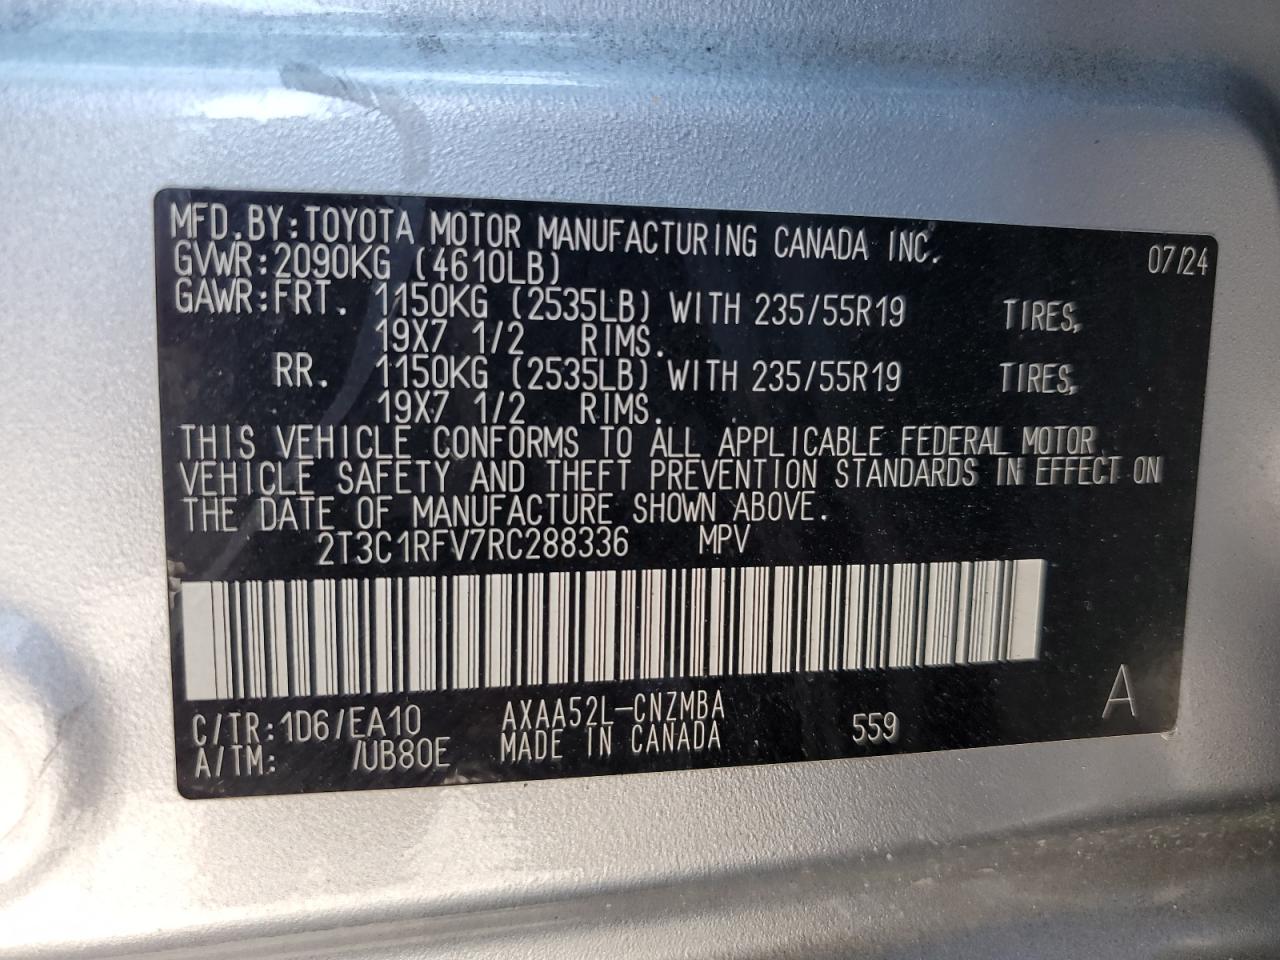 MFD.BY:TOYOTA MOTOR MANUFACTURING CANADA INC.
07/24
GVWR:2090KG (4610LB)
GAWR:FRT. 1150KG (2535LB) WITH 235/55R19 TIRES,
19X7 1/2 RIMS.
RR. 1150KG (2535LB) WITH 235/55R19 TIRES,
19X7 1/2 RIMS.
THIS VEHICLE CONFORMS TO ALL APPLICABLE FEDERAL MOTOR
VEHICLE SAFETY AND THEFT PREVENTION STANDARDS IN EFFECT ON
THE DATE OF MANUFACTURE SHOWN ABOVE.
2T3C1RFV7RC288336 MPV
C/TR:1D6/EA10 AXAA52L-CNZMBA 559 A
A/TM: /UB80E MADE IN CANADA